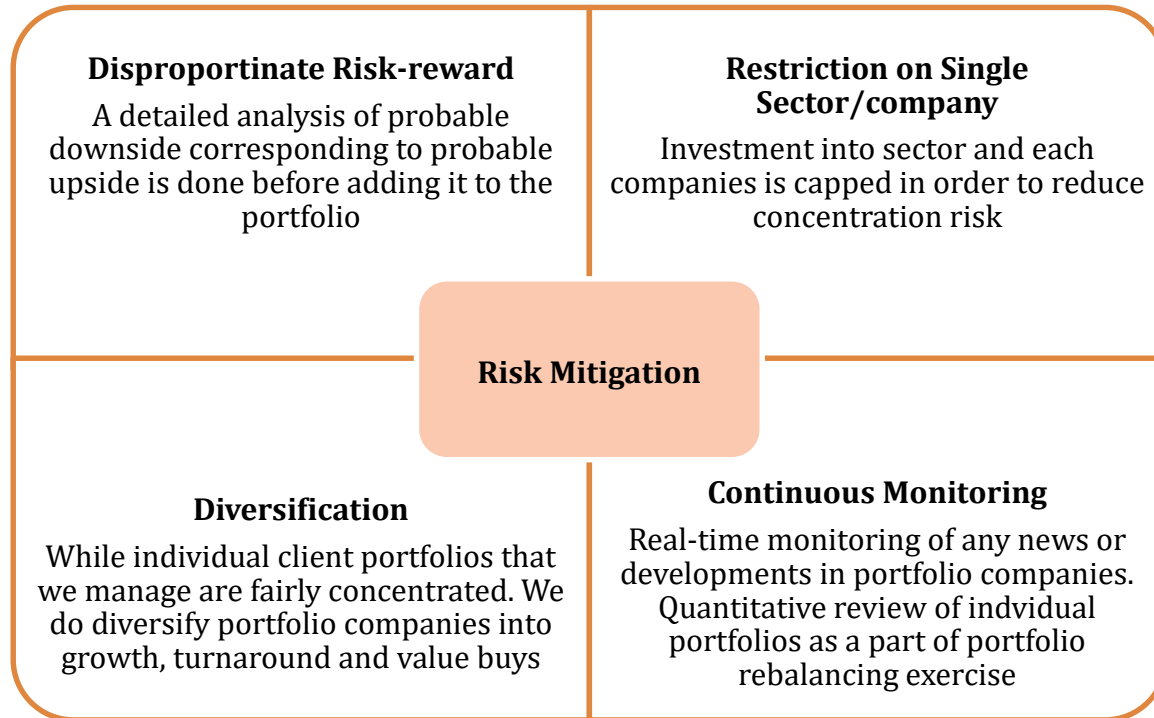 Disproportinate Risk-reward
A detailed analysis of probable
downside corresponding to probable
upside is done before adding it to the
portfolio
Restriction on Single
Sector/company
Investment into sector and each
companies is capped in order to reduce
concentration risk
Risk Mitigation
Diversification
While individual client portfolios that
we manage are fairly concentrated. We
do diversify portfolio companies into
growth, turnaround and value buys
Continuous Monitoring
Real-time monitoring of any news or
developments in portfolio companies.
Quantitative review of indvidual
portfolios as a part of portfolio
rebalancing exercise